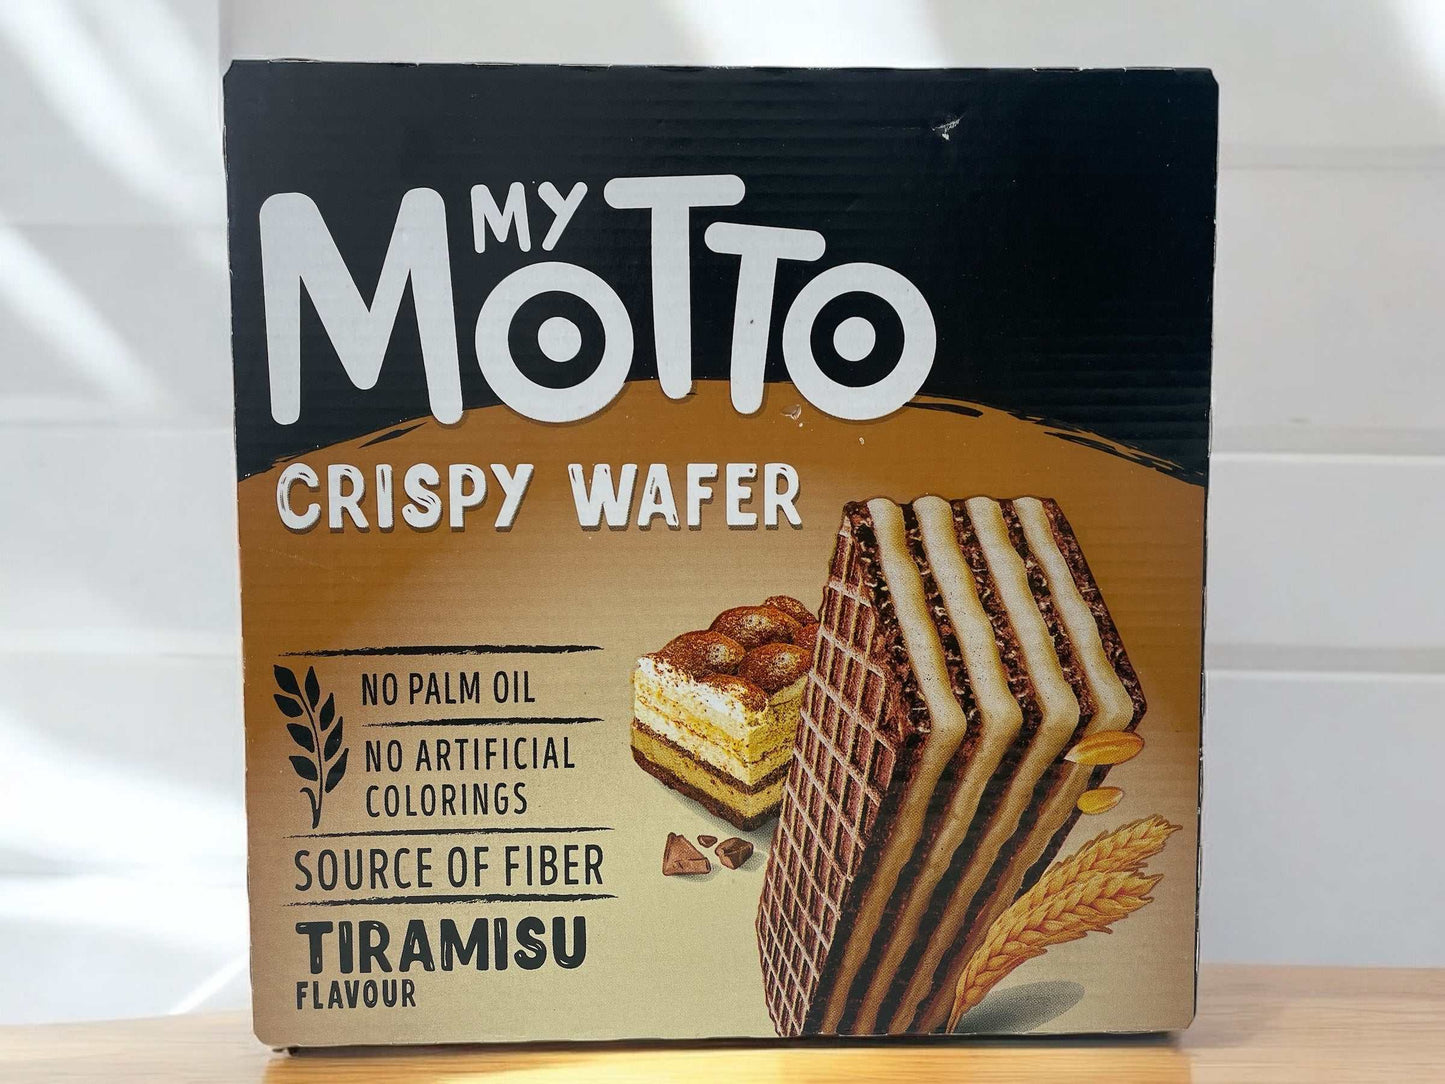 MY
MOTTO
CRISPY WAFER
NO PALM OIL
NO ARTIFICIAL
COLORINGS
SOURCE OF FIBER
TIRAMISU
FLAVOUR